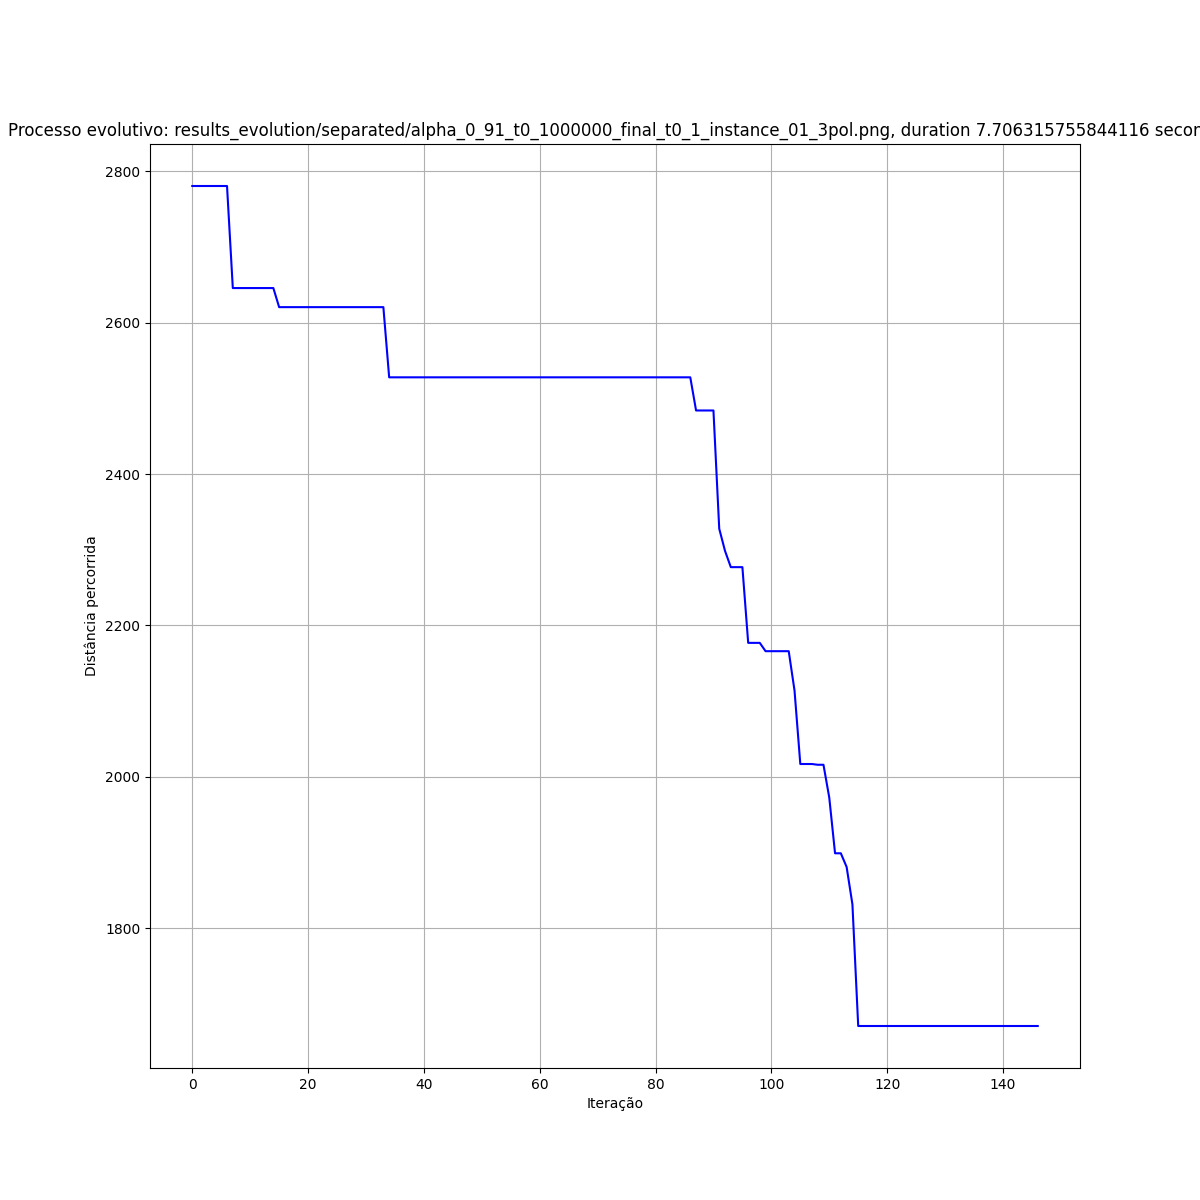 Processo evolutivo: results_evolution/separated/alpha_0_91_t0_1000000_final_t0_1_instance_01_3pol.png, duration 7.706315755844116
2800
2600
2400
2200
2000
1800
Distância percorrida
0 20 40 60 80 100 120 140
Iteração